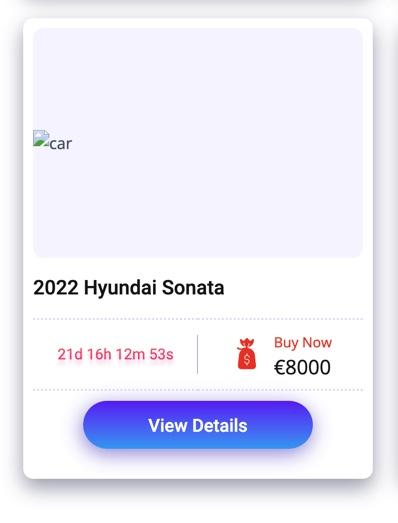 car
2022 Hyundai Sonata
21d 16h 12m 53s
Buy Now
€8000
View Details